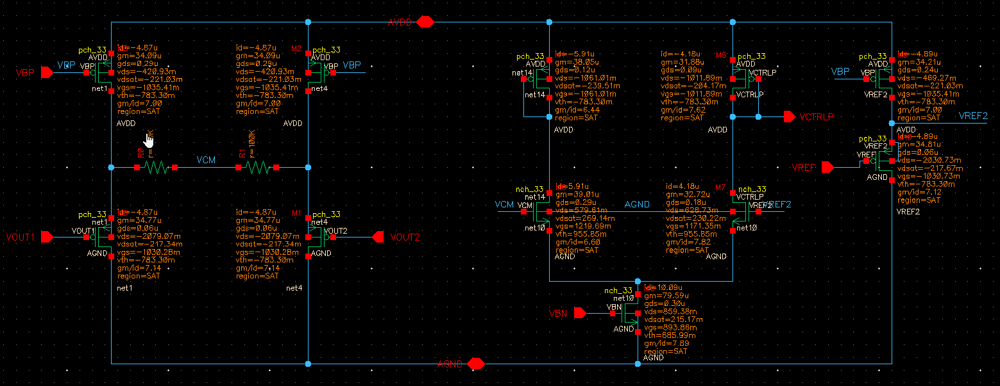 AVDD
pch_33
id=-4.87u
gm=34.09u
gds=0.29u
vds=-420.93m
vdsat=-221.03m
vgs=-1035.41m
vth=-783.30m
gm/id=7.00
region=SAT
AVDD
VBP
VBP
AVDD
VBP
net1
id=-4.87u
gm=34.09u
gds=0.29u
vds=-420.93m
vdsat=-221.03m
vgs=-1035.41m
vth=-783.30m
gm/id=7.00
region=SAT
AVDD
M2
pch_33
AVDD
VBP
VBP
net4
pch_33
AVDD
net14
net14
id=-5.91u
gm=38.05u
gds=0.12u
vds=-1061.01m
vdsat=-239.51m
vgs=-1061.01m
vth=-783.30m
gm/id=6.44
region=SAT
AVDD
id=-4.18u
gm=31.88u
gds=0.09u
vds=-1011.89m
vdsat=-204.17m
vgs=-1011.89m
vth=-783.30m
gm/id=7.62
region=SAT
AVDD
M5
pch_33
AVDD
VCTRLP
VCTRLP
VCTRLP
pch_33
AVDD
VBP
VBP
VREF2
id=-4.89u
gm=34.21u
gds=0.24u
vds=-469.27m
vdsat=-221.03m
vgs=-1035.41m
vth=-783.30m
gm/id=7.00
region=SAT
AVDD
VREF2
R0
VCM
R1
r=100K
pch_33
VREF2
VREF
VREF
AGND
id=-4.89u
gm=34.81u
gds=0.06u
vds=-2030.73m
vdsat=-217.67m
vgs=-1030.73m
vth=-783.30m
gm/id=7.12
region=SAT
VREF2
pch_33
net1
VOUT1
VOUT1
AGND
id=-4.87u
gm=34.77u
gds=0.06u
vds=-2079.07m
vdsat=-217.34m
vgs=-1030.28m
vth=-783.30m
gm/id=7.14
region=SAT
net1
id=-4.87u
gm=34.77u
gds=0.06u
vds=-2079.07m
vdsat=-217.34m
vgs=-1030.28m
vth=-783.30m
gm/id=7.14
region=SAT
net4
M1
pch_33
net4
VOUT2
VOUT2
AGND
nch_33
net14
VCM
VCM
net10
id=5.91u
gm=39.01u
gds=0.29u
vds=579.61m
vdsat=269.14m
vgs=1219.69m
vth=955.85m
gm/id=6.60
region=SAT
AGND
AGND
id=4.18u
gm=32.72u
gds=0.18u
vds=628.73m
vdsat=230.22m
vgs=1171.35m
vth=955.85m
gm/id=7.82
region=SAT
AGND
M7
nch_33
VCTRLP
VREF2
VREF2
net10
nch_33
net10
VBN
VBN
AGND
id=10.09u
gm=79.59u
gds=0.30u
vds=859.38m
vdsat=215.17m
vgs=893.86m
vth=685.99m
gm/id=7.89
region=SAT
AGND
AGND